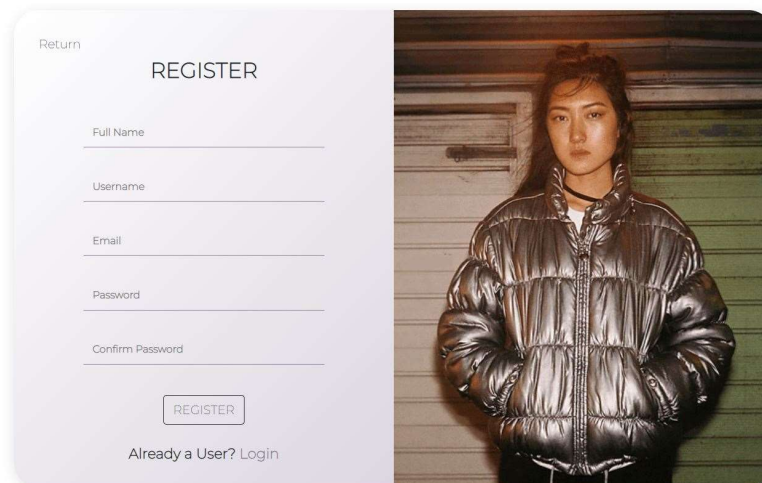 Return
REGISTER
Full Name
Username
Email
Password
Confirm Password
REGISTER
Already a User? Login